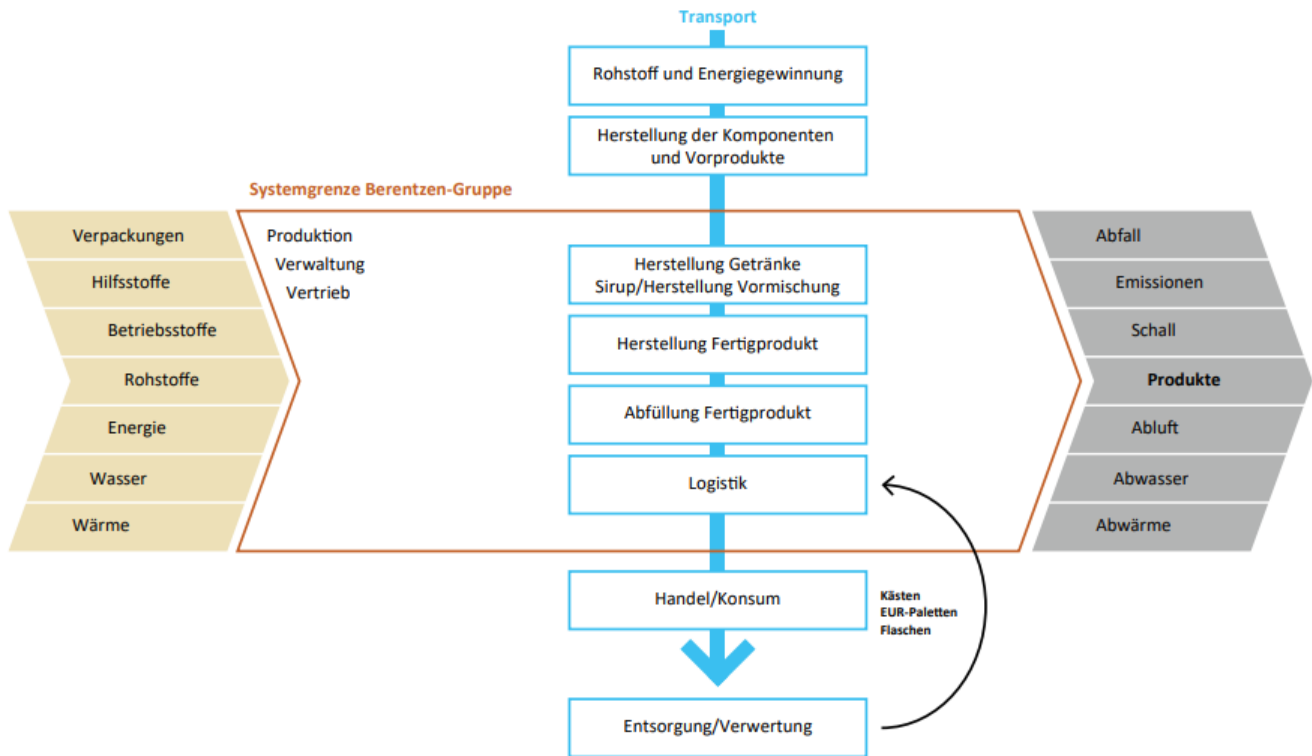 Transport
Rohstoff und Energiegewinnung
Herstellung der Komponenten
und Vorprodukte
Systemgrenze Berentzen-Gruppe
Verpackungen
Hilfsstoffe
Betriebsstoffe
Rohstoffe
Energie
Wasser
Wärme
Produktion
Verwaltung
Vertrieb
Herstellung Getränke
Sirup/Herstellung Vormischung
Herstellung Fertigprodukt
Abfüllung Fertigprodukt
Logistik
Abfall
Emissionen
Schall
Produkte
Abluft
Abwasser
Abwärme
Handel/Konsum
Kästen
EUR-Paletten
Flaschen
Entsorgung/Verwertung